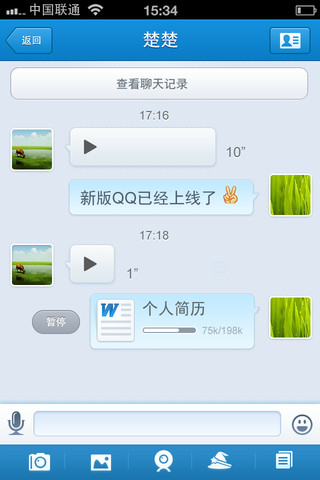 中国联通 15:34
返回 楚楚
查看聊天记录
17:16
10"
新版QQ已经上线了
17:18
1"
个人简历
暂停 75k/198k